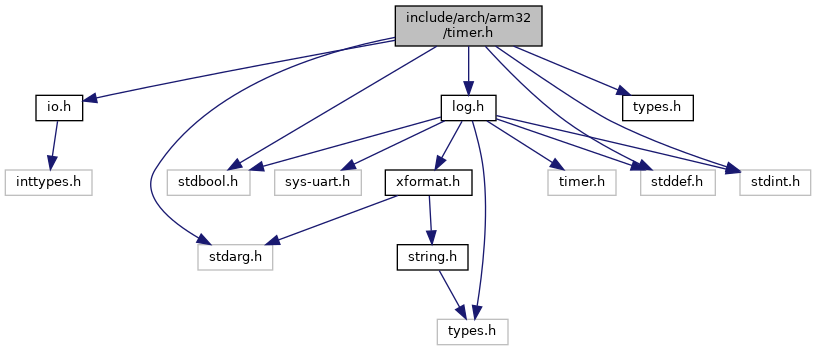 include/arch/arm32
/timer.h
io.h
log.h
types.h
inttypes.h
stdbool.h
sys-uart.h
xformat.h
timer.h
stddef.h
stdint.h
stdarg.h
string.h
types.h